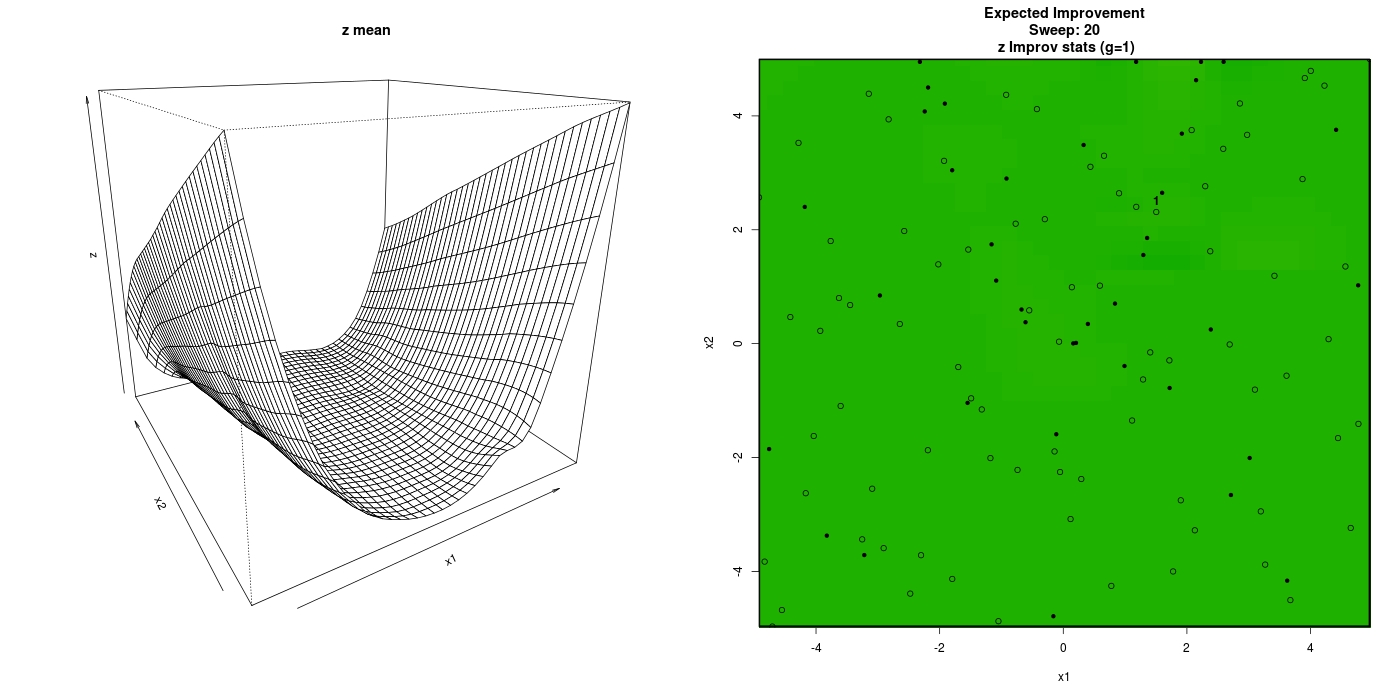 z mean
z
x2
x1
Expected Improvement
Sweep: 20
z Improv stats (g=1)
4
2
0
-2
-4
x2
1
-4
-2
0
2
4
x1